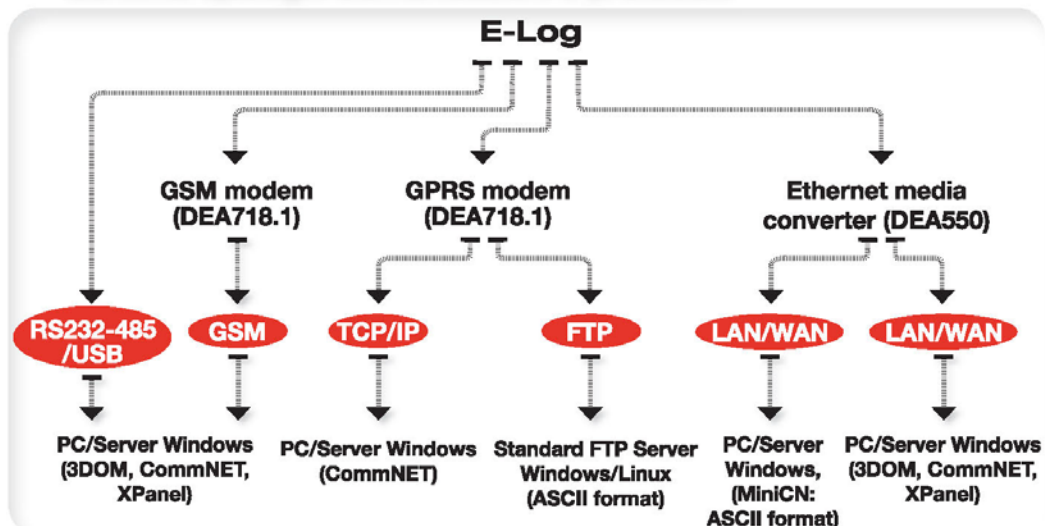 E-Log
GSM modem
(DEA718.1)
GPRS modem
(DEA718.1)
Ethernet media
converter (DEA550)
RS232-485
/USB
GSM
TCP/IP
FTP
LAN/WAN
LAN/WAN
PC/Server Windows
(3DOM, CommNET,
XPanel)
PC/Server Windows
(CommNET)
Standard FTP Server
Windows/Linux
(ASCII format)
PC/Server
Windows,
(MiniCN:
ASCII format)
PC/Server Windows
(3DOM, CommNET,
XPanel)